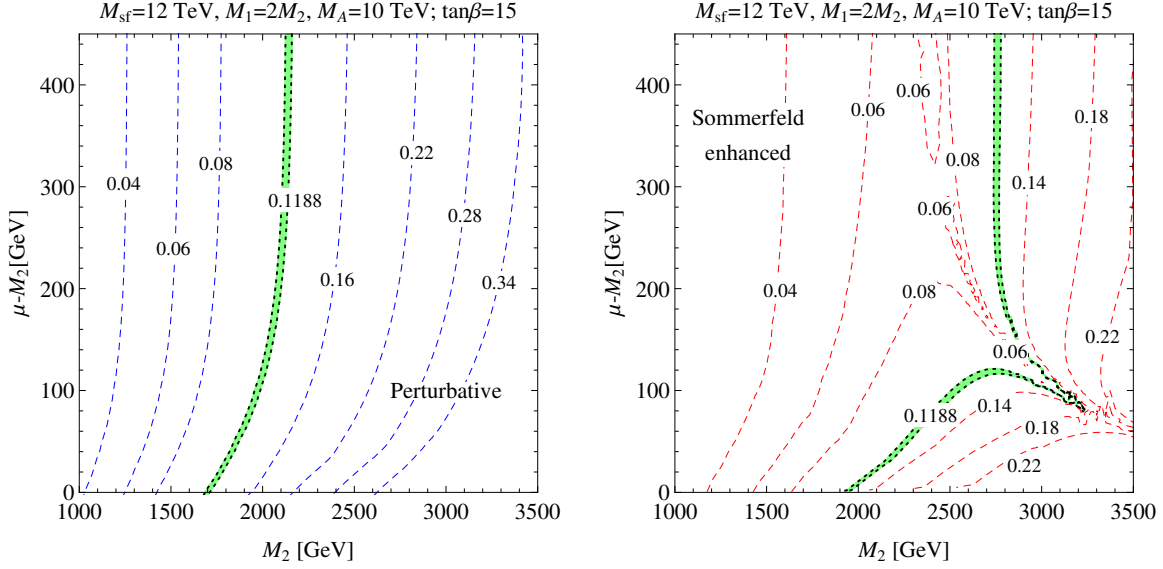 M_sf=12 TeV, M_1=2M_2, M_A=10 TeV; tanβ=15
μ-M_2[GeV]
400
300
200
100
0
0.04
0.06
0.08
0.1188
0.16
0.22
0.28
0.34
Perturbative
1000 1500 2000 2500 3000 3500
M_2 [GeV]
M_sf=12 TeV, M_1=2M_2, M_A=10 TeV; tanβ=15
μ-M_2[GeV]
400
300
200
100
0
Sommerfeld
enhanced
0.06
0.06
0.18
0.08
0.14
0.06
0.04
0.08
0.22
0.06
0.1188
0.14
0.18
0.22
1000 1500 2000 2500 3000 3500
M_2 [GeV]